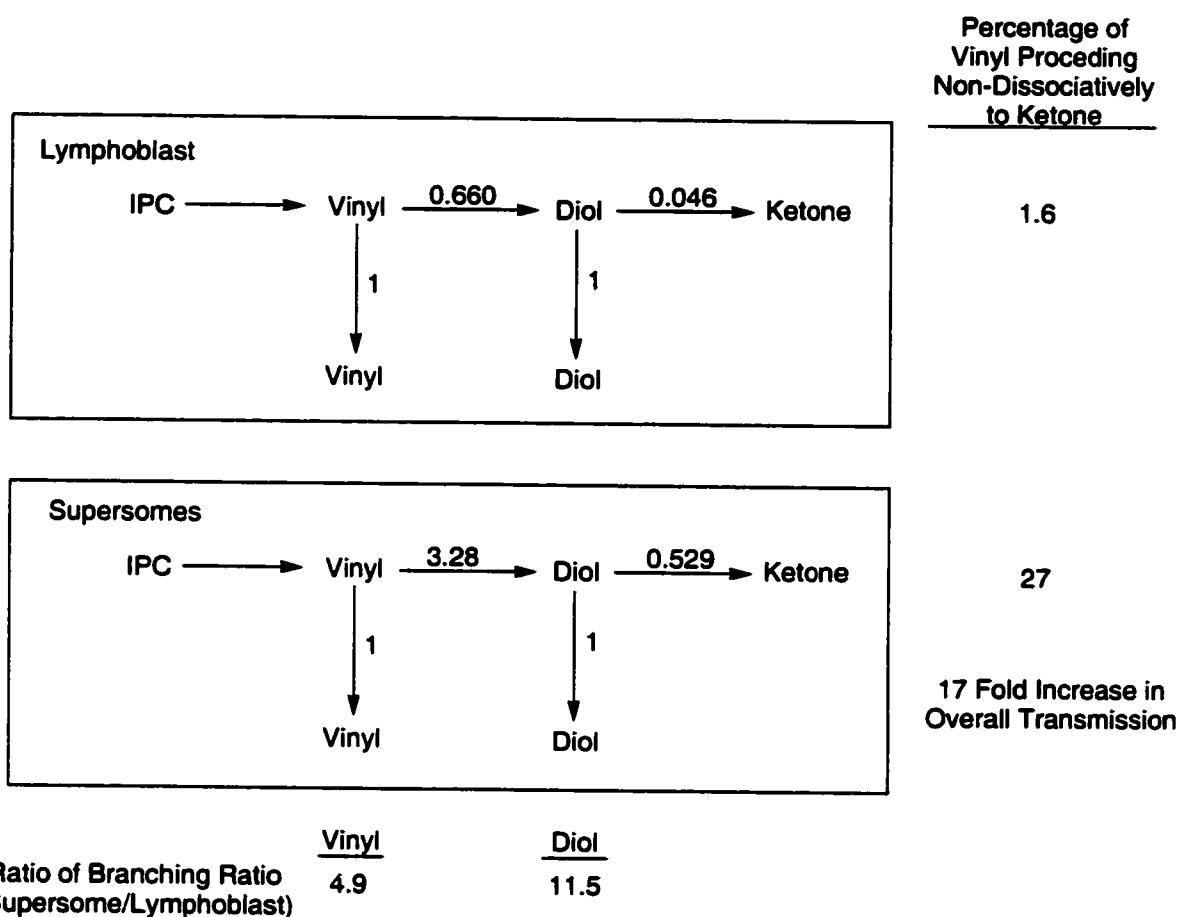 Percentage of
Vinyl Proceding
Non-Dissociatively
to Ketone
Lymphoblast
IPC Vinyl 0.660 Diol 0.046 Ketone 1.6
1 1
Vinyl Diol
Supersomes
IPC Vinyl 3.28 Diol 0.529 Ketone 27
1 1
17 Fold Increase in
Overall Transmission
Vinyl Diol
Vinyl Diol
Ratio of Branching Ratio 4.9 11.5
upersome/Lymphoblast)